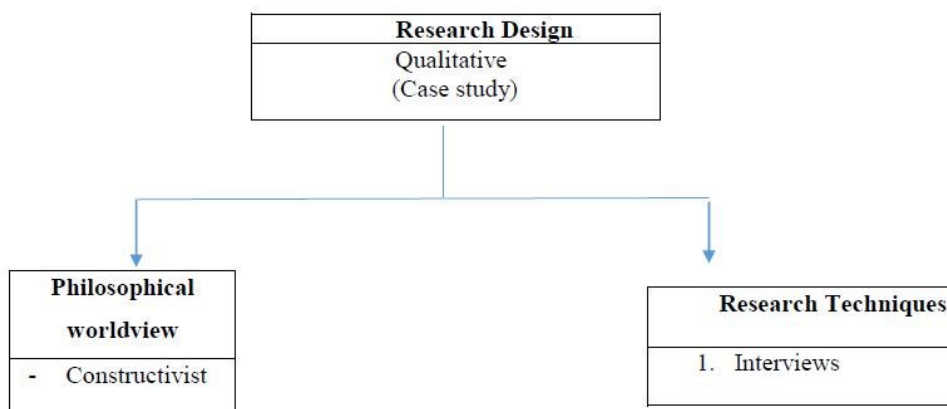 Research Design
Qualitative
(Case study)
Philosophical
worldview
- Constructivist
Research Techniques
1. Interviews